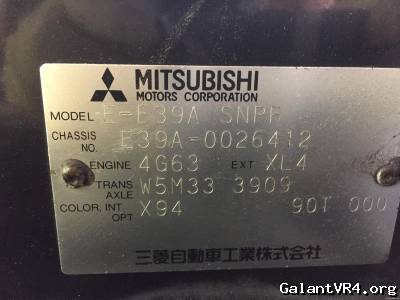 MITSUBISHI
MOTORS CORPORATION
MODEL E-E39A SNPF
CHASSIS NO. E39A-0026412
ENGINE 4G63 EXT XL4
TRANS AXLE W5M33 3909
COLOR, INT. OPT X94 90T 000
三菱自動車工業株式会社
GalantVR4.org